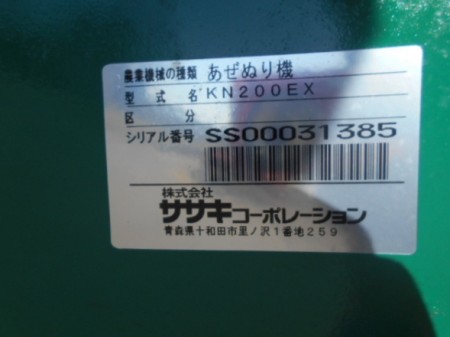 農業機械の種類 あぜぬり機
型式名 KN200EX
区分
シリアル番号 SS00031385
株式会社
ササキコーポレーション
青森県十和田市里ノ沢1番地259